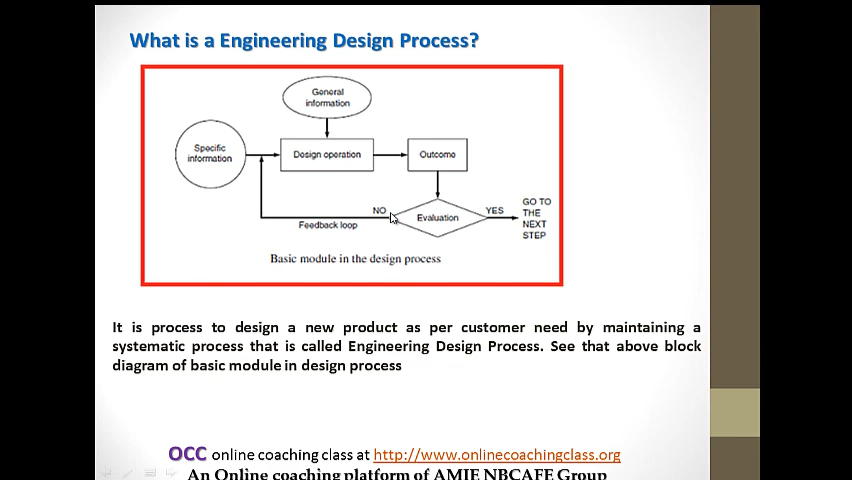 What is a Engineering Design Process?
General
information
Specific
information
Design operation
Outcome
NO
Evaluation
YES
GO TO
THE
NEXT
STEP
Feedback loop
Basic module in the design process
It is process to design a new product as per customer need by maintaining a
systematic process that is called Engineering Design Process. See that above block
diagram of basic module in design process
OCC online coaching class at http://www.onlinecoachingclass.org
An Online coaching platform of AMIE NBCAFE Group